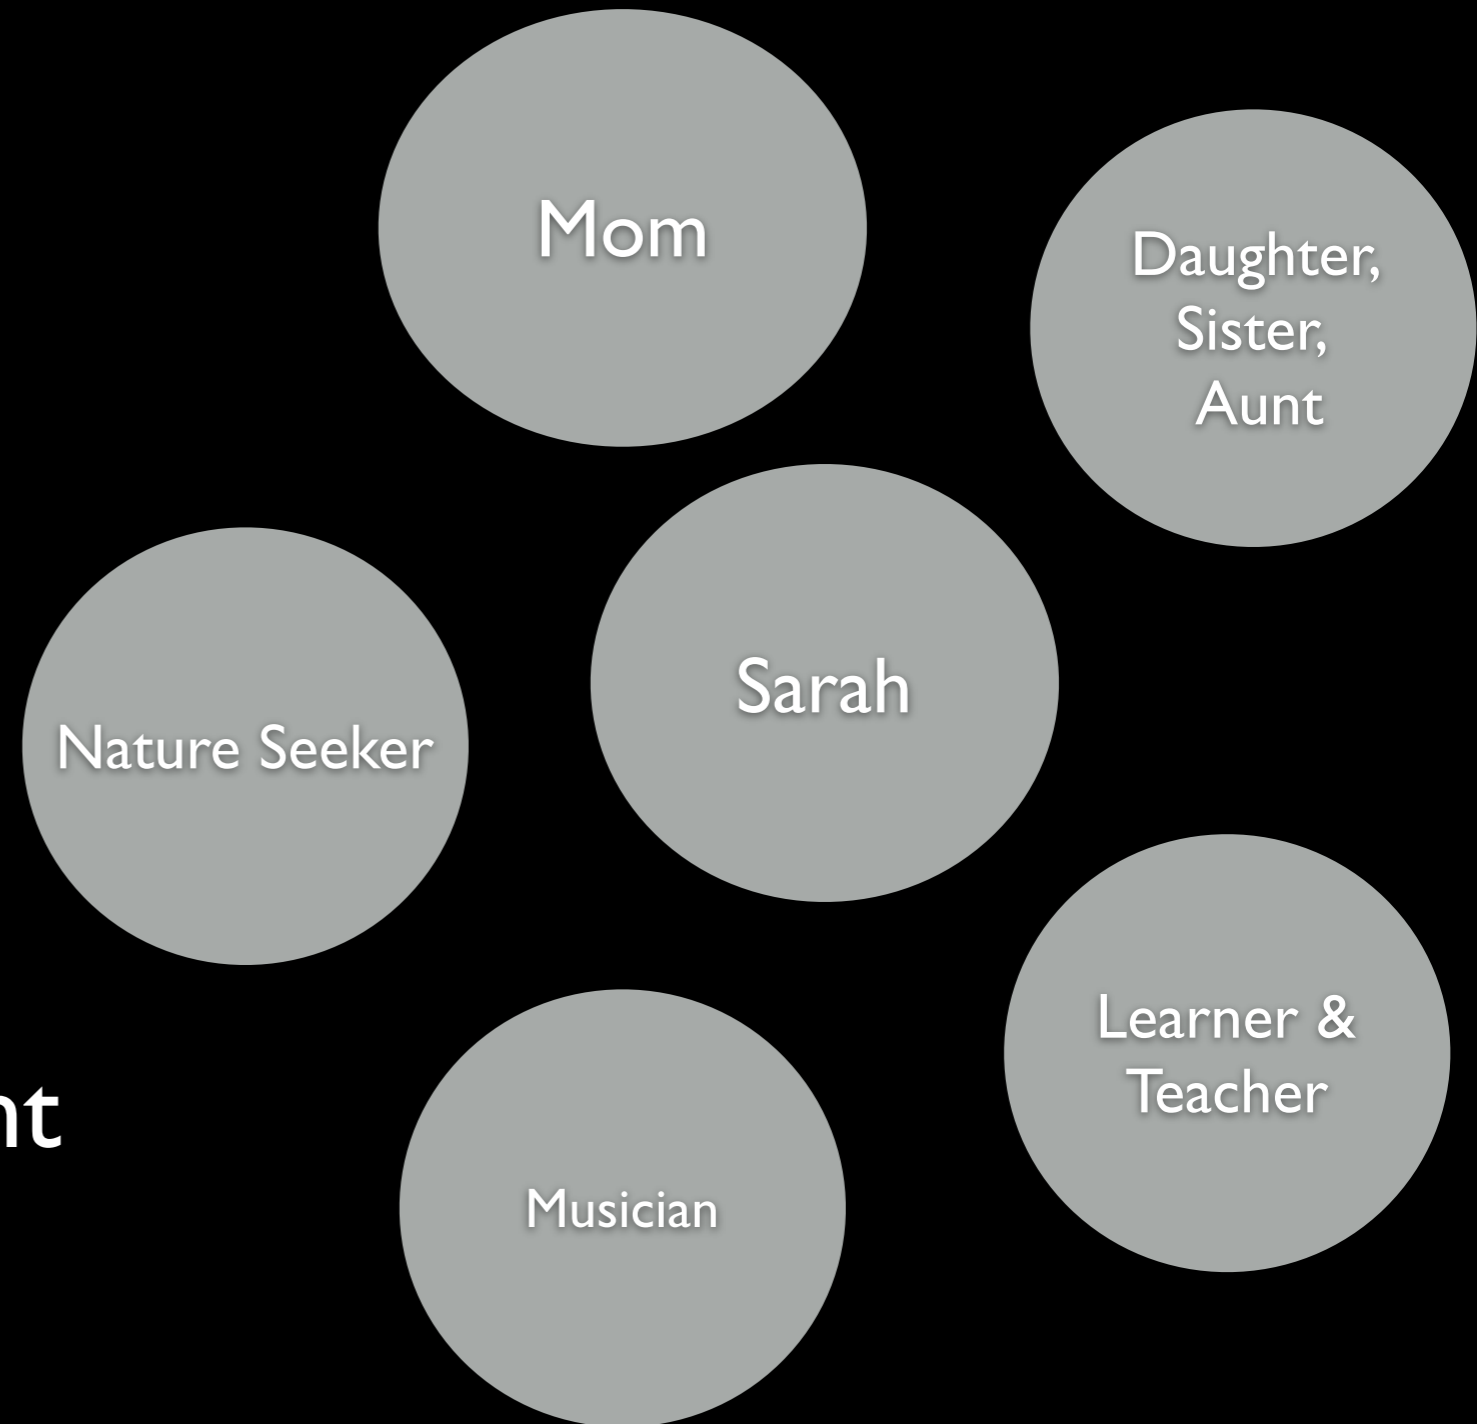 Mom
Daughter,
Sister,
Aunt
Sarah
Nature Seeker
Learner &
Teacher
Musician